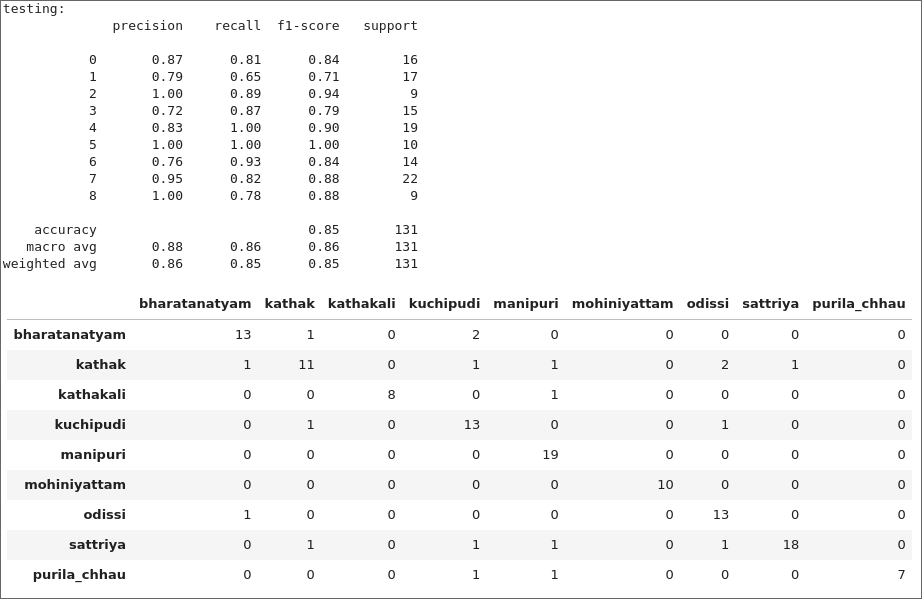 testing:
precision recall f1-score support
0 0.87 0.81 0.84 16
1 0.79 0.65 0.71 17
2 1.00 0.89 0.94 9
3 0.72 0.87 0.79 15
4 0.83 1.00 0.90 19
5 1.00 1.00 1.00 10
6 0.76 0.93 0.84 14
7 0.95 0.82 0.88 22
8 1.00 0.78 0.88 9
accuracy 0.85 131
macro avg 0.88 0.86 0.86 131
weighted avg 0.86 0.85 0.85 131
bharatanatyam kathak kathakali kuchipudi manipuri mohiniyattam odissi sattriya purila_chhau
bharatanatyam 13 1 0 2 0 0 0 0 0
kathak 1 11 0 1 1 0 2 1 0
kathakali 0 0 8 0 1 0 0 0 0
kuchipudi 0 1 0 13 0 0 1 0 0
manipuri 0 0 0 0 19 0 0 0 0
mohiniyattam 0 0 0 0 0 10 0 0 0
odissi 1 0 0 0 0 0 13 0 0
sattriya 0 1 0 1 1 0 1 18 0
purila_chhau 0 0 0 1 1 0 0 0 7